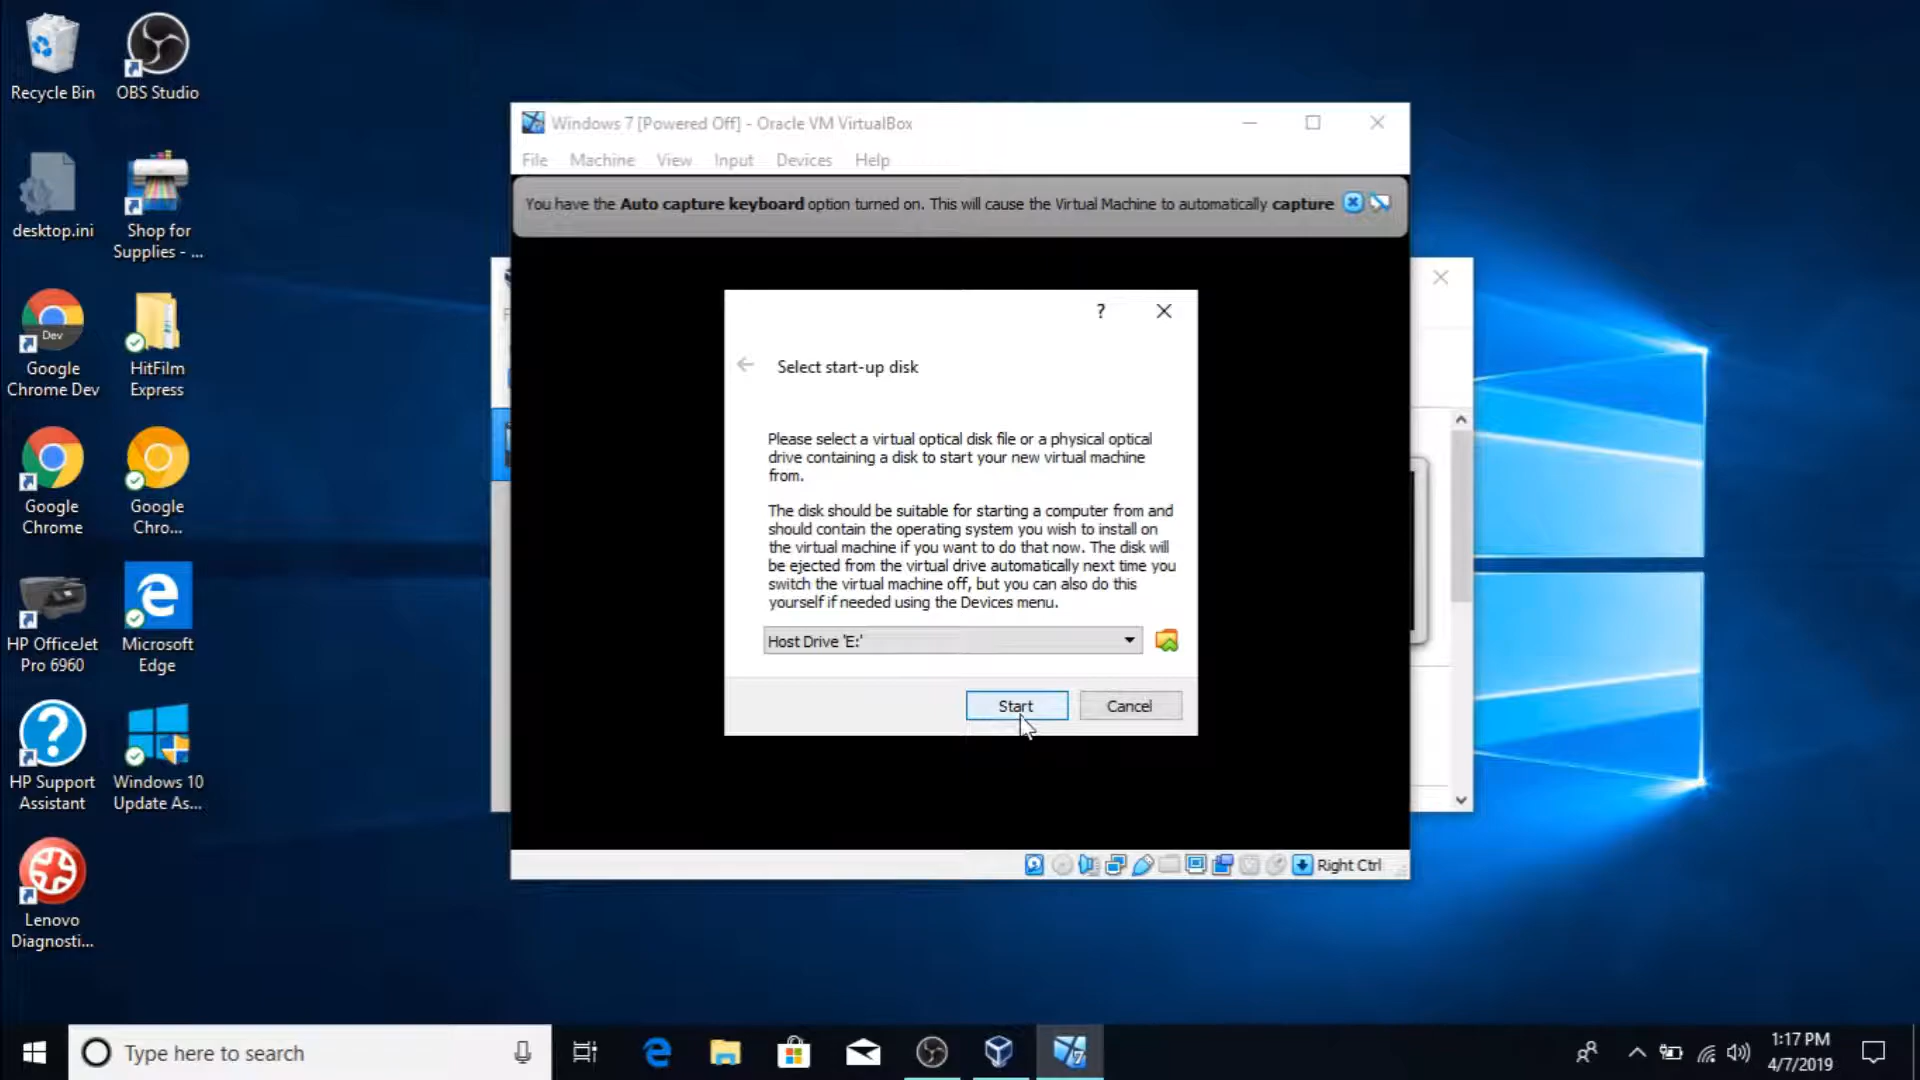 Recycle Bin
OBS Studio
desktop.ini
Shop for
Supplies - ...
Dev
Google
Chrome Dev
HitFilm
Express
Google
Chrome
Google
Chro...
HP OfficeJet
Pro 6960
Microsoft
Edge
HP Support
Assistant
Windows 10
Update As...
Lenovo
Diagnosti...
Windows 7 [Powered Off] - Oracle VM VirtualBox
File Machine View Input Devices Help
You have the Auto capture keyboard option turned on. This will cause the Virtual Machine to automatically capture
?
Select start-up disk
Please select a virtual optical disk file or a physical optical
drive containing a disk to start your new virtual machine
from.
The disk should be suitable for starting a computer from and
should contain the operating system you wish to install on
the virtual machine if you want to do that now. The disk will
be ejected from the virtual drive automatically next time you
switch the virtual machine off, but you can also do this
yourself if needed using the Devices menu.
Host Drive 'E:'
Start Cancel
Right Ctrl
Type here to search
7
1:17 PM
4/7/2019